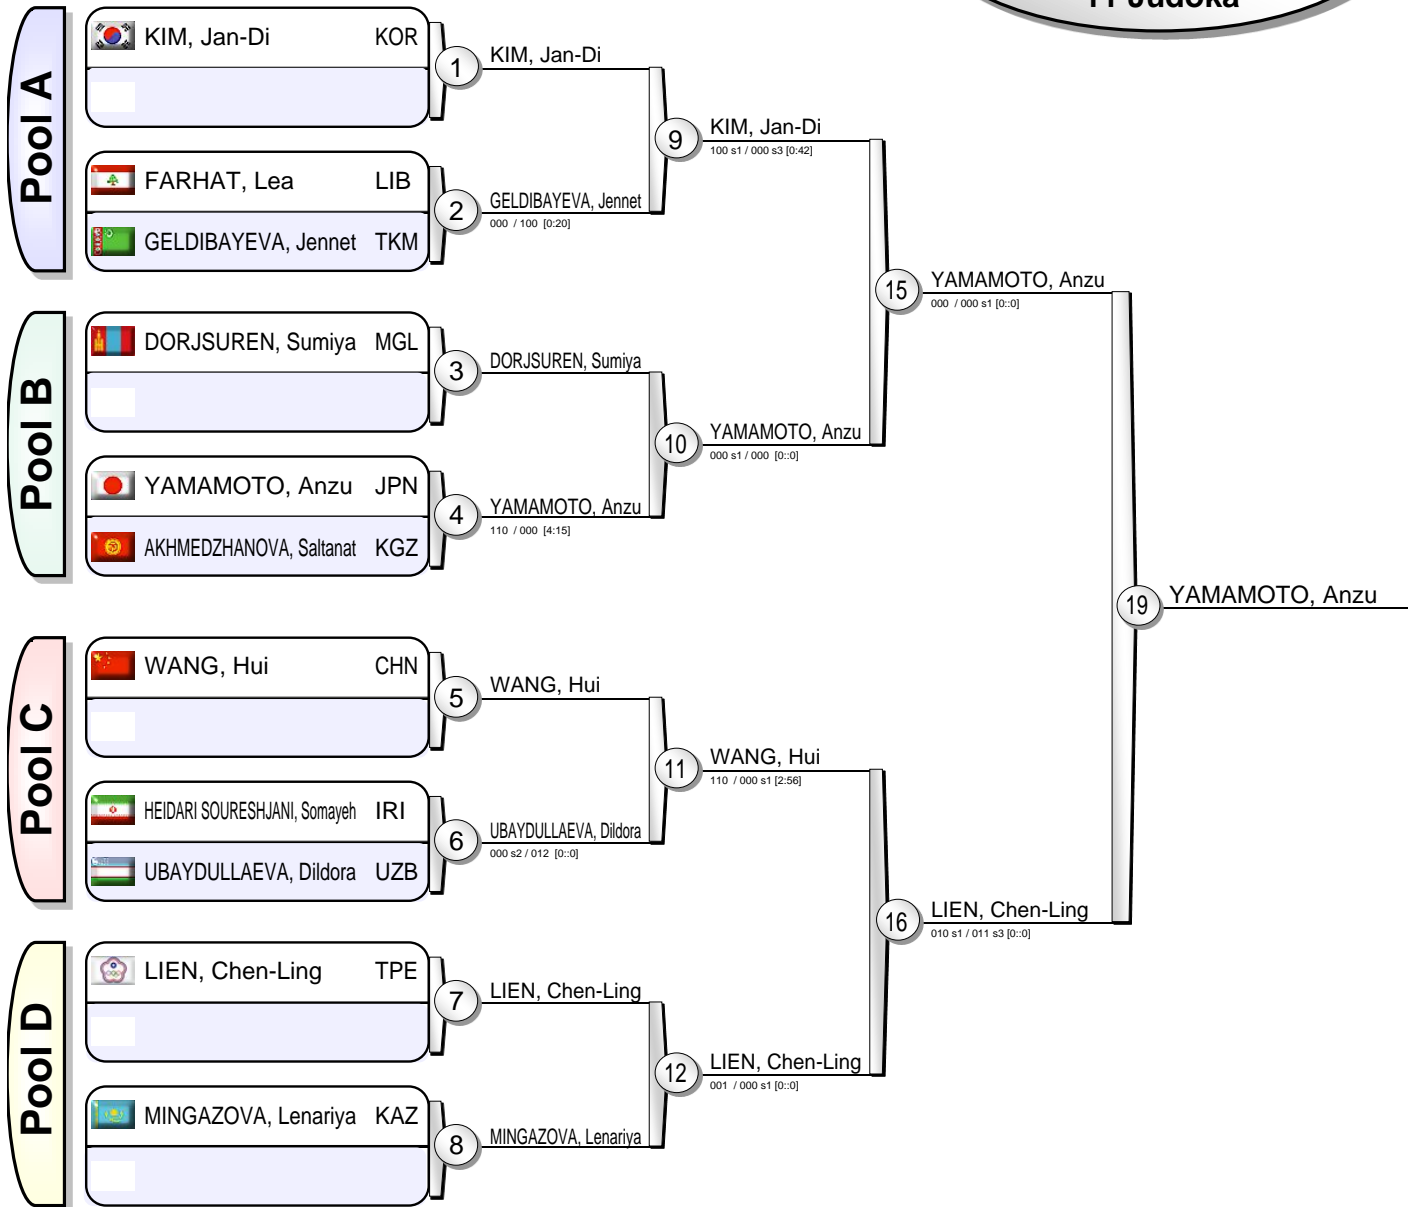 11 Judoka
Pool A
KIM, Jan-Di KOR
1
KIM, Jan-Di
FARHAT, Lea LIB
GELDIBAYEVA, Jennet TKM
2
GELDIBAYEVA, Jennet
000 / 100 [0:20]
9
KIM, Jan-Di
100 s1 / 000 s3 [0:42]
Pool B
DORJSUREN, Sumiya MGL
3
DORJSUREN, Sumiya
YAMAMOTO, Anzu JPN
AKHMEDZHANOVA, Saltanat KGZ
4
YAMAMOTO, Anzu
110 / 000 [4:15]
10
YAMAMOTO, Anzu
000 s1 / 000 [0::0]
15
YAMAMOTO, Anzu
000 / 000 s1 [0::0]
Pool C
WANG, Hui CHN
5
WANG, Hui
HEIDARI SOURESHJANI, Somayeh IRI
UBAYDULLAEVA, Dildora UZB
6
UBAYDULLAEVA, Dildora
000 s2 / 012 [0::0]
11
WANG, Hui
110 / 000 s1 [2:56]
Pool D
LIEN, Chen-Ling TPE
7
LIEN, Chen-Ling
MINGAZOVA, Lenariya KAZ
8
MINGAZOVA, Lenariya
12
LIEN, Chen-Ling
001 / 000 s1 [0::0]
16
LIEN, Chen-Ling
010 s1 / 011 s3 [0::0]
19
YAMAMOTO, Anzu